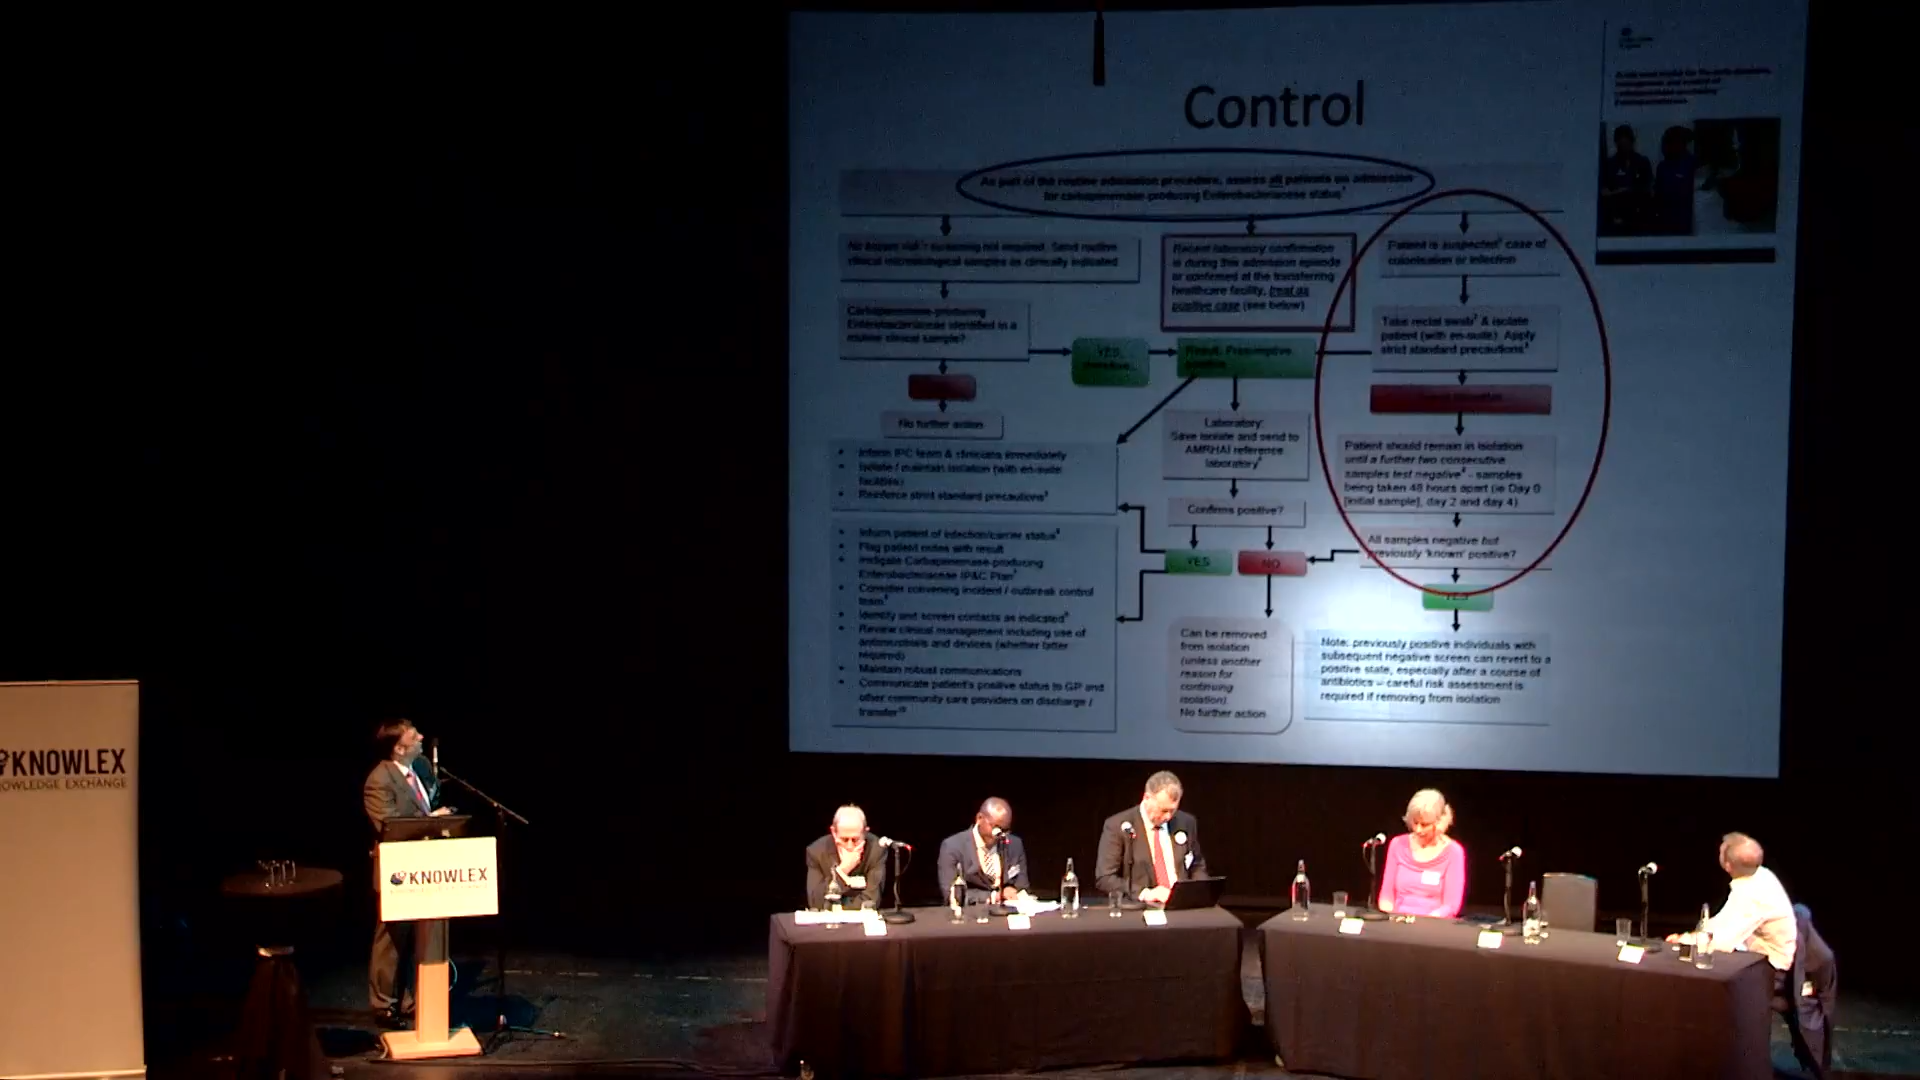 Control
As part of the routine admission procedure, assess all patients on admission
for carbapenemase-producing Enterobacteriaceae status¹
screening not required. Send routine
clinical microbiological samples as clinically indicated
Recent laboratory confirmation
is during this admission episode
or confirmed at the transferring
healthcare facility, treat as
positive case (see below)
Patient is suspected case of
colonisation or infection
Carbapenemase-producing
Enterobacteriaceae identified in a
routine clinical sample?
YES,
Result: Presumptive
Take rectal swab & isolate
patient (with en-suite). Apply
strict standard precautions³
No further action
Laboratory:
Save isolate and send to
AMRHAI reference
laboratory
Patient should remain in isolation
until a further two consecutive
samples test negative⁴ - samples
being taken 48 hours apart (ie Day 0
[initial sample], day 2 and day 4)
Inform IPC team & clinicians immediately
Isolate / maintain isolation (with en-suite
facilities)
Reinforce strict standard precautions³
Confirms positive?
All samples negative but
previously 'known' positive?
YES
NO
YES
Inform patient of infection/carrier status
Flag patient notes with result
Instigate Carbapenemase-producing
Enterobacteriaceae IP&C Plan
Consider convening incident / outbreak control
team
Identify and screen contacts as indicated
Review clinical management including use of
antimicrobials and devices (whether
required)
Maintain robust communications
Communicate patient's positive status to GP and
other community care providers on discharge /
transfer¹⁰
Can be removed
from isolation
(unless another
reason for
continuing
isolation)
No further action
Note: previously positive individuals with
subsequent negative screen can revert to a
positive state, especially after a course of
antibiotics – careful risk assessment is
required if removing from isolation
KNOWLEX
OWLEDGE EXCHANGE
KNOWLEX